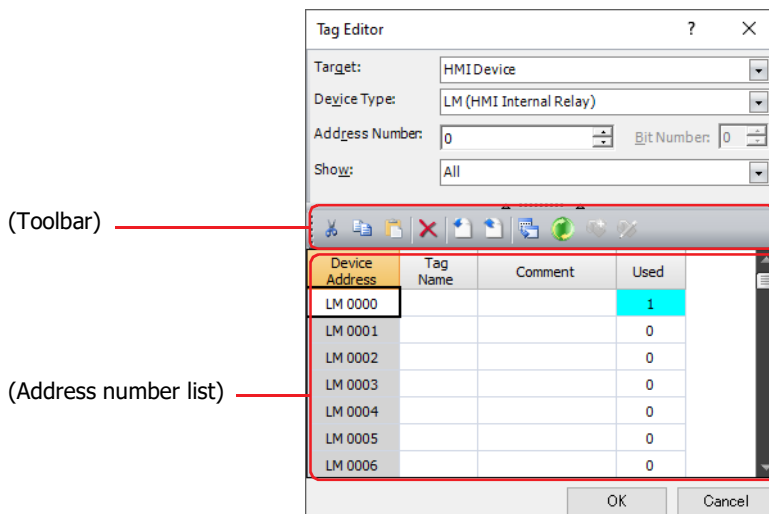 Tag Editor ? ×
Target: HMI Device
Device Type: LM (HMI Internal Relay)
Address Number: 0 Bit Number: 0
Show: All
(Toolbar)
Device Address Tag Name Comment Used
LM 0000 1
LM 0001 0
LM 0002 0
LM 0003 0
(Address number list)
LM 0004 0
LM 0005 0
LM 0006 0
OK Cancel